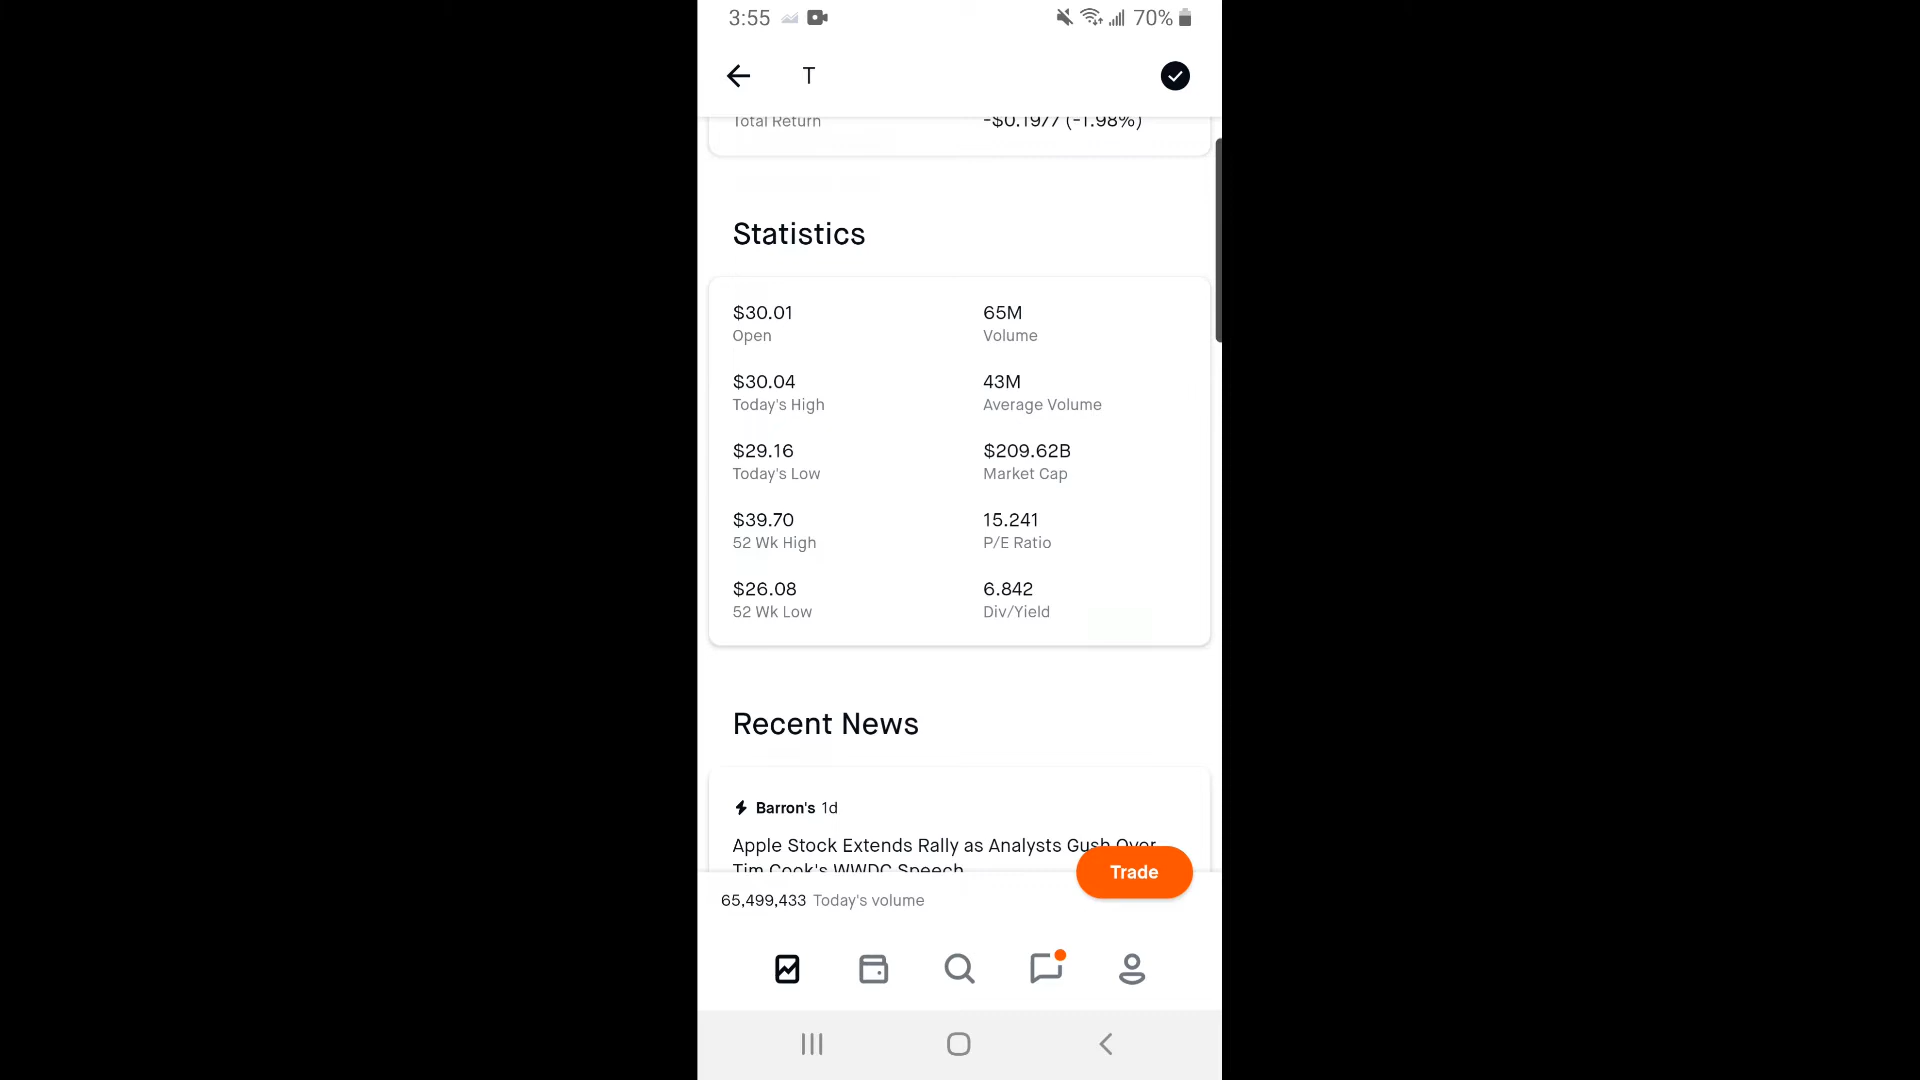 3:55 70%
T
Total Return -$0.1977 (-1.98%)
Statistics
$30.01 65M
Open Volume
$30.04 43M
Today's High Average Volume
$29.16 $209.62B
Today's Low Market Cap
$39.70 15.241
52 Wk High P/E Ratio
$26.08 6.842
52 Wk Low Div/Yield
Recent News
Barron's 1d
Apple Stock Extends Rally as Analysts Gush Over
Tim Cook's WWDC Speech
Trade
65,499,433 Today's volume